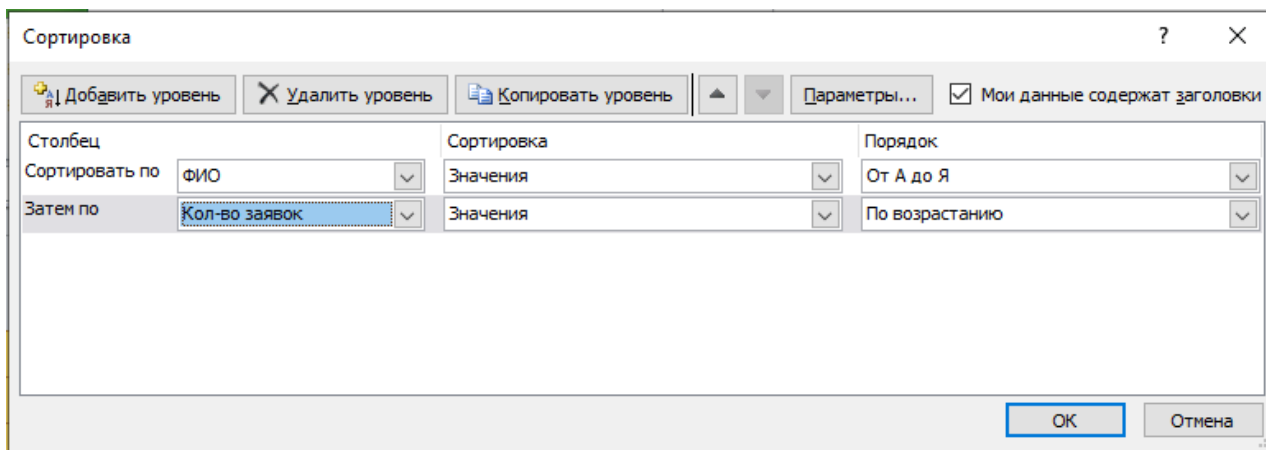 Сортировка ?
Добавить уровень Удалить уровень Копировать уровень Параметры... Мои данные содержат заголовки
Столбец Сортировка Порядок
Сортировать по ФИО Значения От А до Я
Затем по Кол-во заявок Значения По возрастанию
ОК Отмена